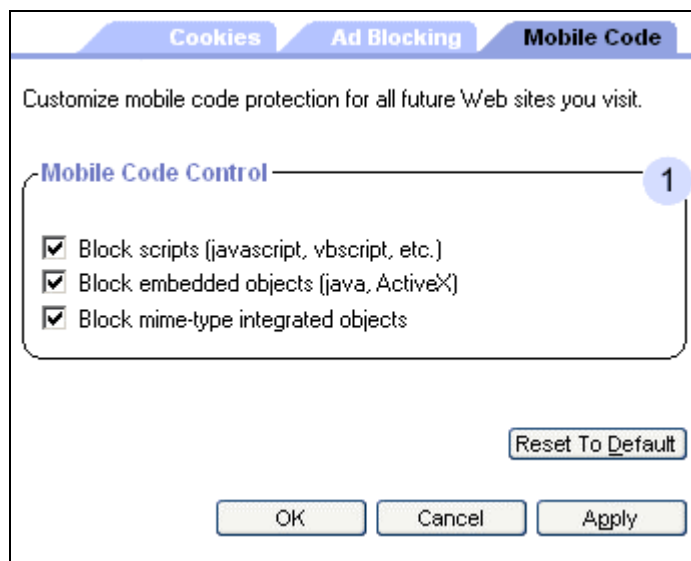 Cookies Ad Blocking Mobile Code
Customize mobile code protection for all future Web sites you visit.
Mobile Code Control 1
Block scripts (javascript, vbscript, etc.)
Block embedded objects (java, ActiveX)
Block mime-type integrated objects
Reset To Default
OK Cancel Apply